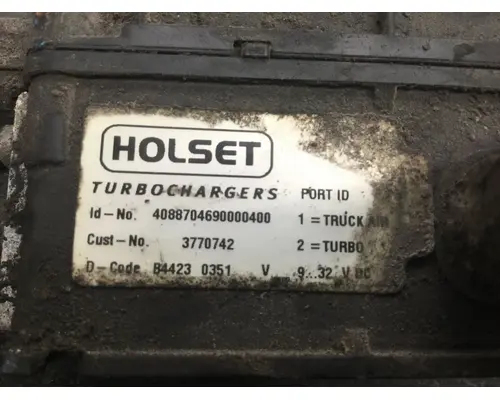 HOLSET
TURBOCHARGERS PORT ID
Id-No. 4088704690000400 1 = TRUCK AIR
Cust-No. 3770742 2 = TURBO
D-Code B4423 0351 V 9..32 V DC